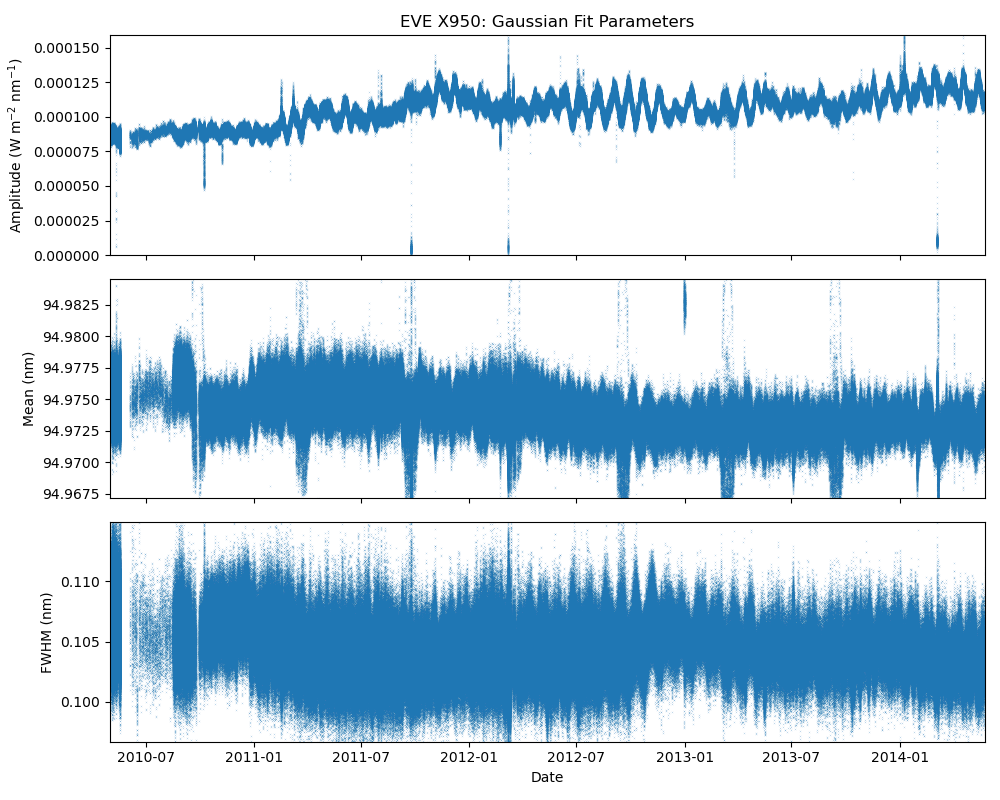 EVE X950: Gaussian Fit Parameters
Amplitude (W m⁻² nm⁻¹)
0.000150
0.000125
0.000100
0.000075
0.000050
0.000025
0.000000
Mean (nm)
94.9825
94.9800
94.9775
94.9750
94.9725
94.9700
94.9675
FWHM (nm)
0.110
0.105
0.100
2010-07 2011-01 2011-07 2012-01 2012-07 2013-01 2013-07 2014-01
Date